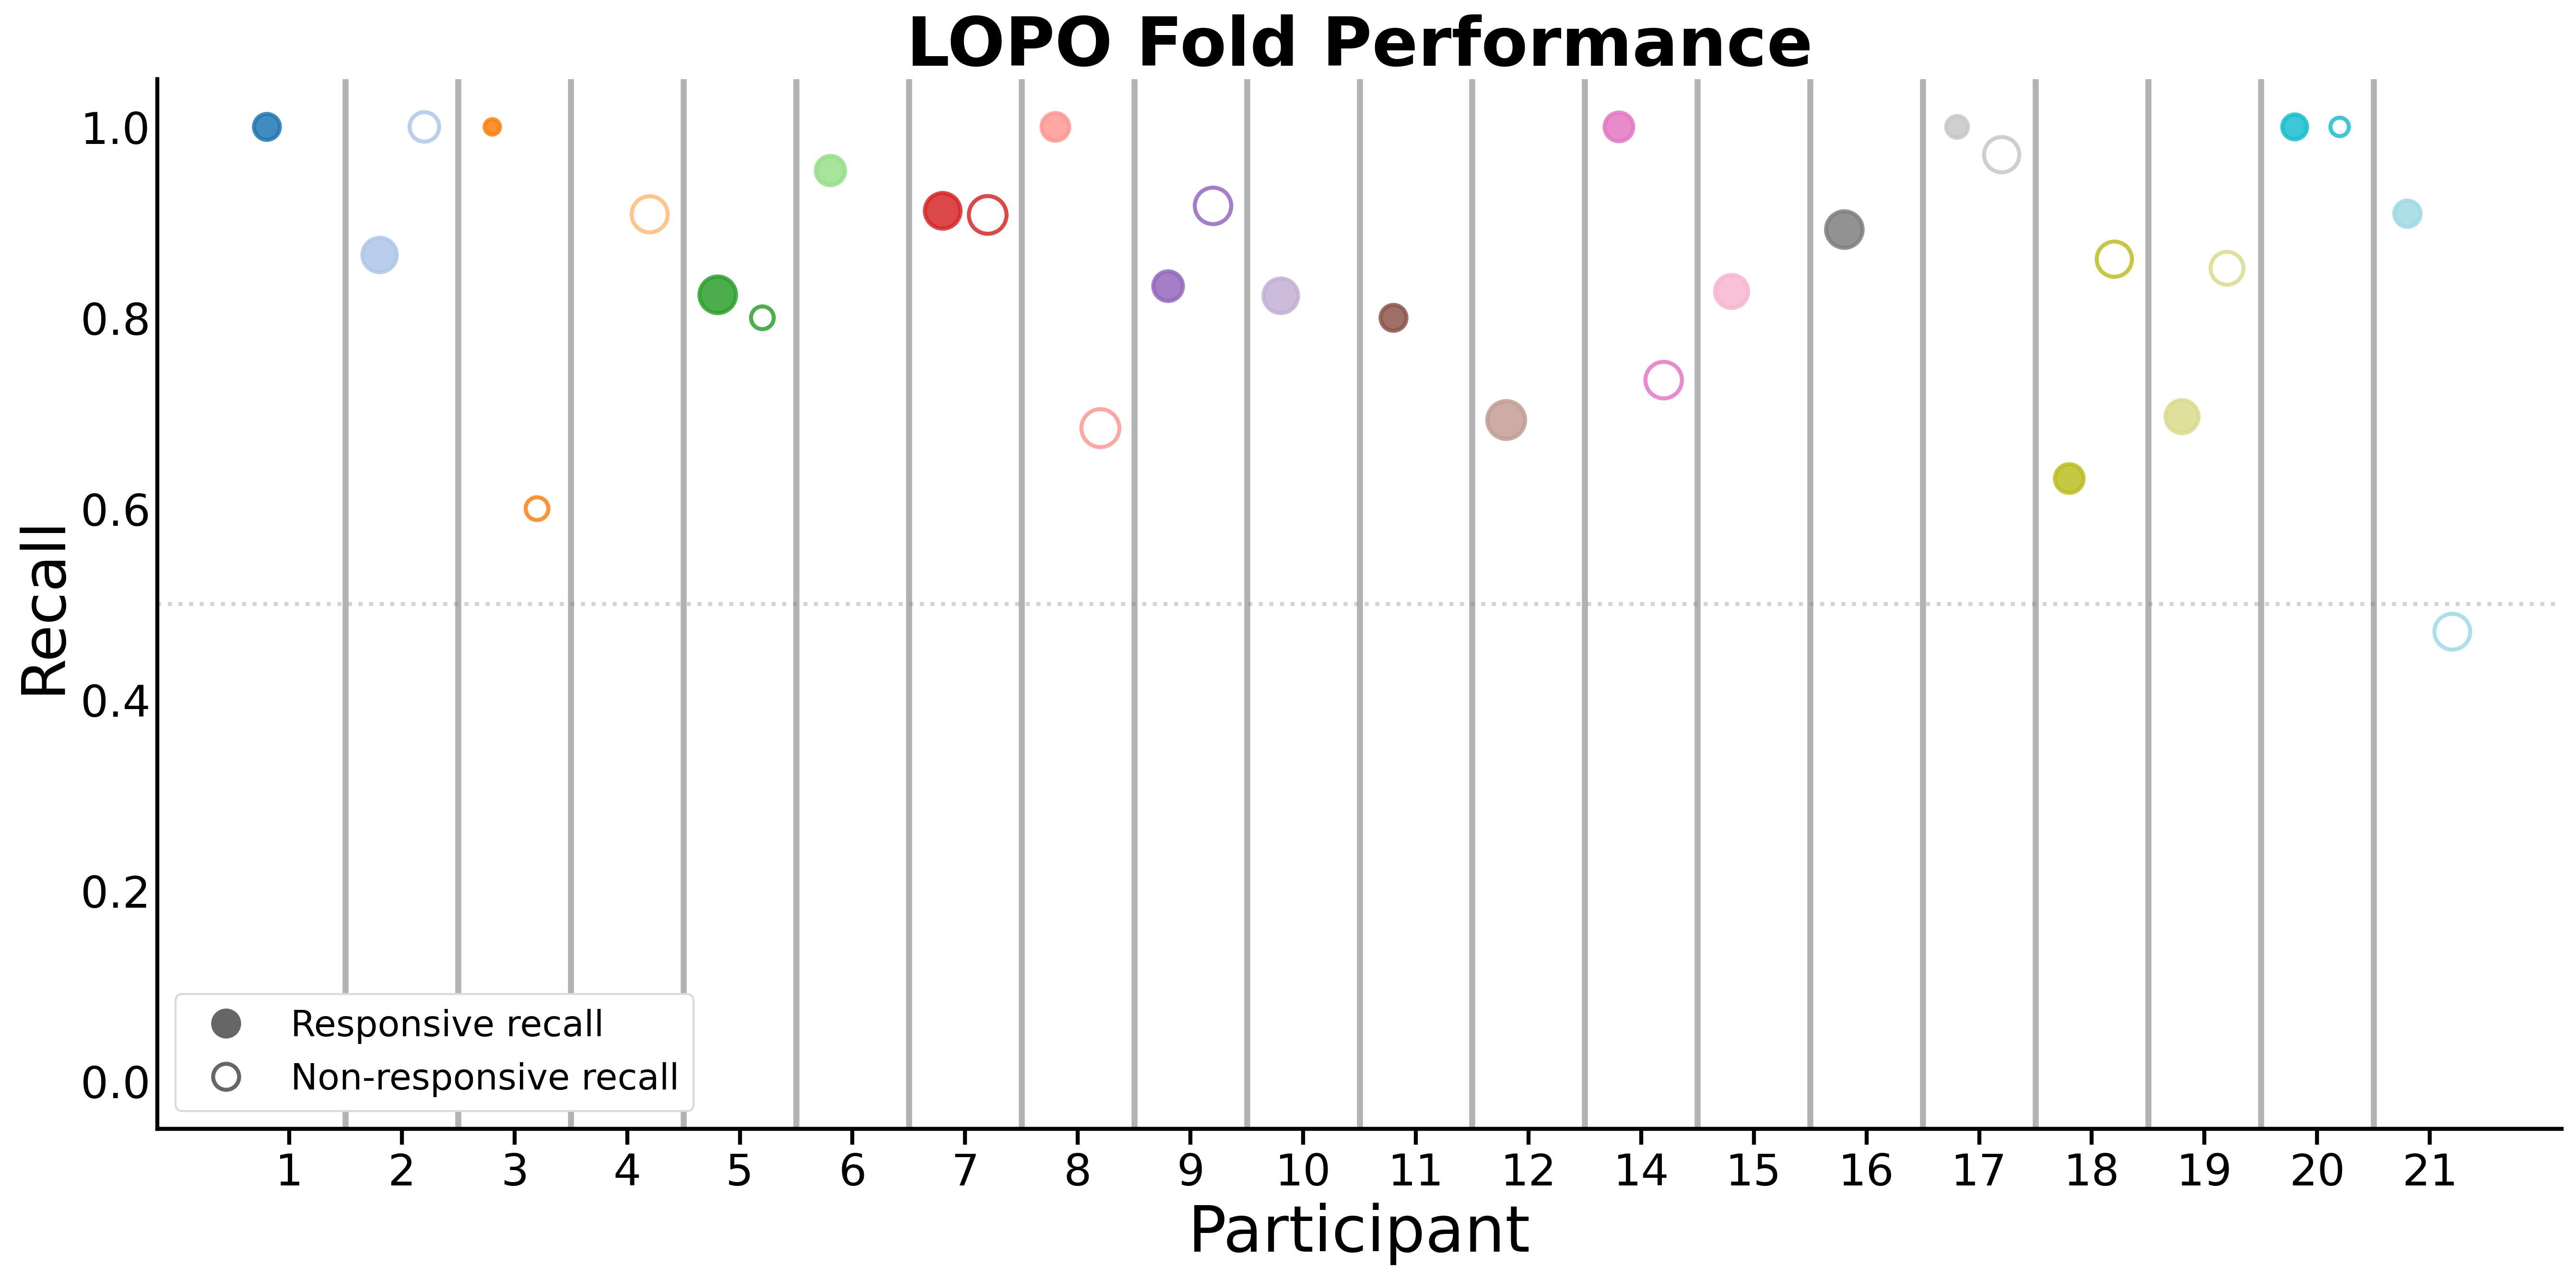 LOPO Fold Performance
1.0
0.8
0.6
0.4
0.2
0.0
Recall
Responsive recall
Non-responsive recall
1 2 3 4 5 6 7 8 9 10 11 12 14 15 16 17 18 19 20 21
Participant